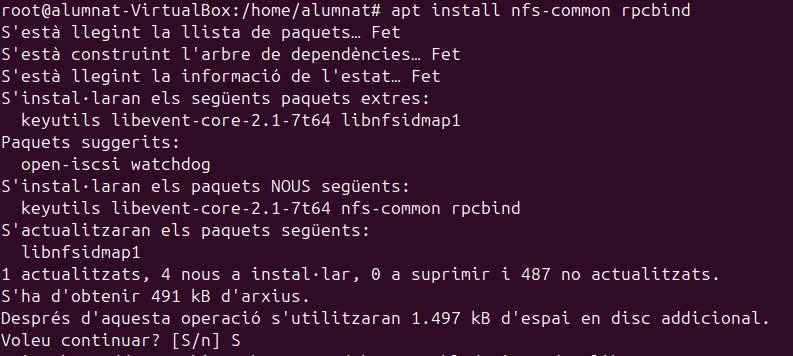 root@alumnat-VirtualBox:/home/alumnat# apt install nfs-common rpcbind
S'està llegint la llista de paquets… Fet
S'està construint l'arbre de dependències… Fet
S'està llegint la informació de l'estat… Fet
S'instal·laran els següents paquets extres:
  keyutils libevent-core-2.1-7t64 libnfsidmap1
Paquets suggerits:
  open-iscsi watchdog
S'instal·laran els paquets NOUS següents:
  keyutils libevent-core-2.1-7t64 nfs-common rpcbind
S'actualitzaran els paquets següents:
  libnfsidmap1
1 actualitzats, 4 nous a instal·lar, 0 a suprimir i 487 no actualitzats.
S'ha d'obtenir 491 kB d'arxius.
Després d'aquesta operació s'utilitzaran 1.497 kB d'espai en disc addicional.
Voleu continuar? [S/n] S